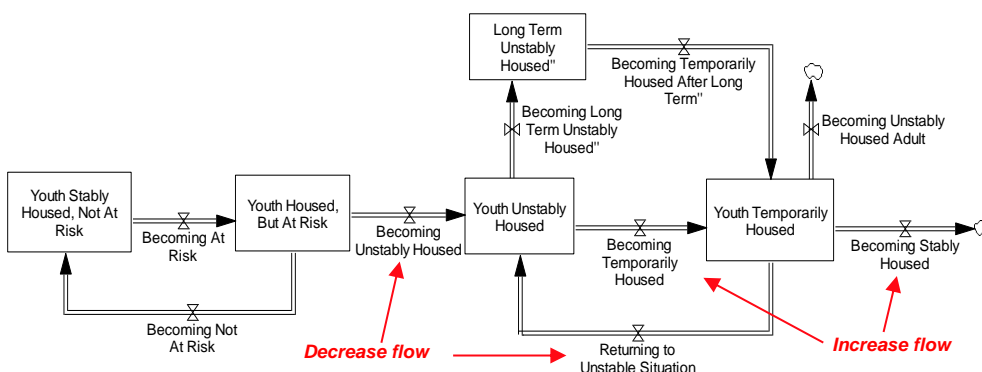 Long Term
Unstably
Housed"
Becoming Temporarily
Housed After Long
Term"
Becoming Long
Term Unstably
Housed"
Becoming Unstably
Housed Adult
Youth Stably
Housed, Not At
Risk
Becoming At
Risk
Youth Housed,
But At Risk
Becoming
Unstably Housed
Youth Unstably
Housed
Becoming
Temporarily
Housed
Youth Temporarily
Housed
Becoming Stably
Housed
Becoming Not
At Risk
Decrease flow
Returning to
Unstable Situation
Increase flow